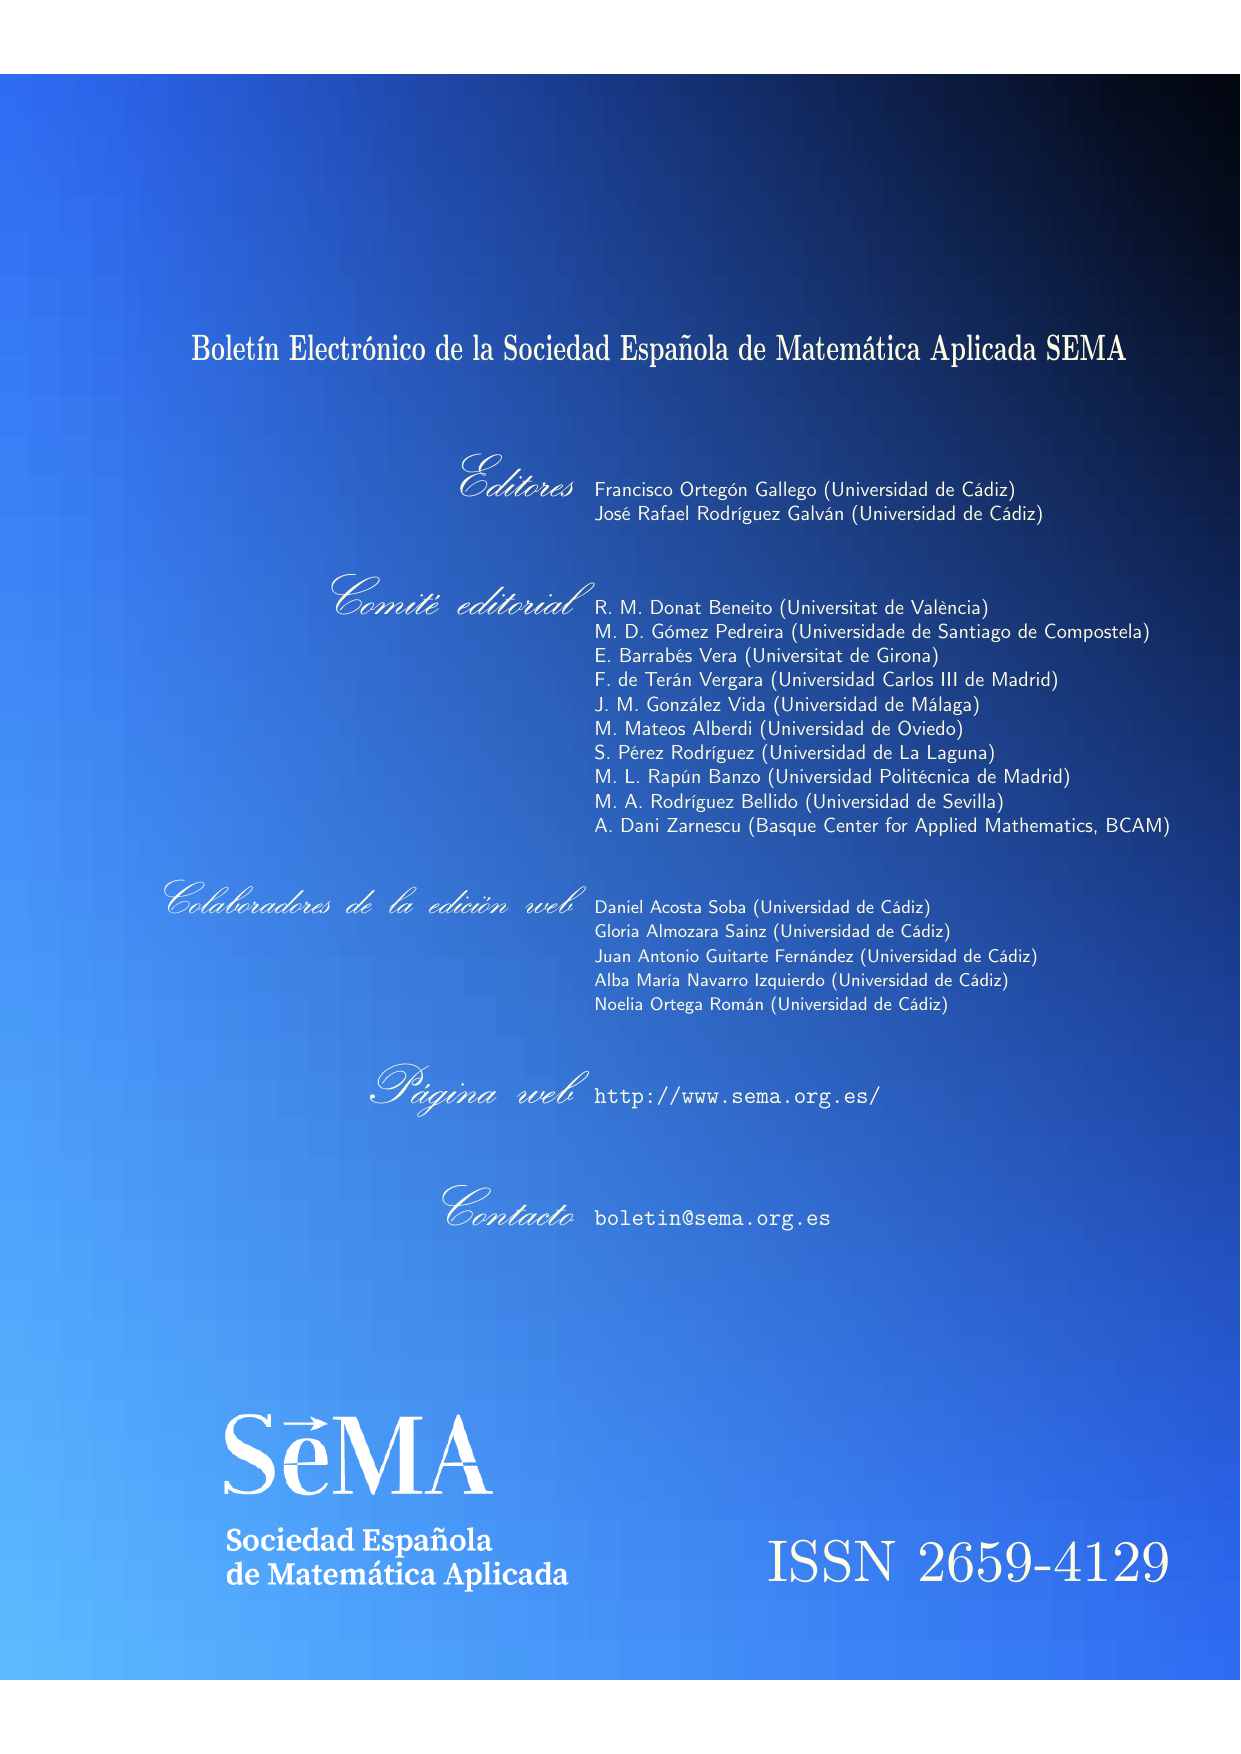 Boletín Electrónico de la Sociedad Española de Matemática Aplicada SEMA
Editores Francisco Ortegón Gallego (Universidad de Cádiz)
José Rafael Rodríguez Galván (Universidad de Cádiz)
Comité editorial R. M. Donat Beneito (Universitat de València)
M. D. Gómez Pedreira (Universidade de Santiago de Compostela)
E. Barrabés Vera (Universitat de Girona)
F. de Terán Vergara (Universidad Carlos III de Madrid)
J. M. González Vida (Universidad de Málaga)
M. Mateos Alberdi (Universidad de Oviedo)
S. Pérez Rodríguez (Universidad de La Laguna)
M. L. Rapún Banzo (Universidad Politécnica de Madrid)
M. A. Rodríguez Bellido (Universidad de Sevilla)
A. Dani Zarnescu (Basque Center for Applied Mathematics, BCAM)
Colaboradores de la edición web Daniel Acosta Soba (Universidad de Cádiz)
Gloria Almozara Sainz (Universidad de Cádiz)
Juan Antonio Guitarte Fernández (Universidad de Cádiz)
Alba María Navarro Izquierdo (Universidad de Cádiz)
Noelia Ortega Román (Universidad de Cádiz)
Página web http://www.sema.org.es/
Contacto boletin@sema.org.es
SeMA
Sociedad Española
de Matemática Aplicada
ISSN 2659-4129